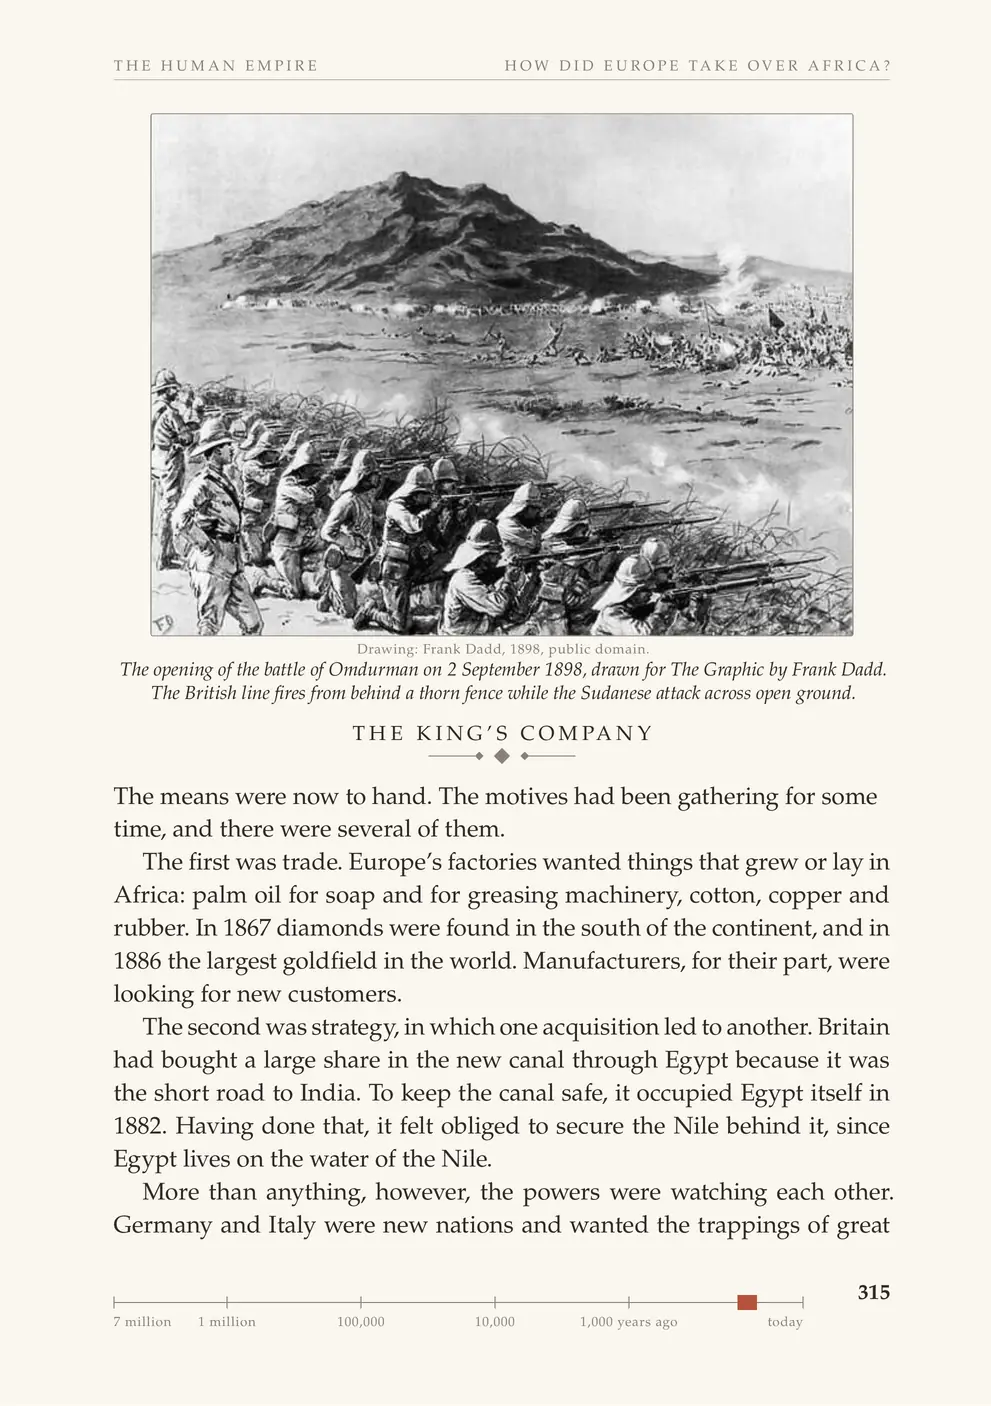 THE HUMAN EMPIRE
HOW DID EUROPE TAKE OVER AFRICA?
FD
Drawing: Frank Dadd, 1898, public domain.
The opening of the battle of Omdurman on 2 September 1898, drawn for The Graphic by Frank Dadd.
The British line fires from behind a thorn fence while the Sudanese attack across open ground.
THE KING’S COMPANY
The means were now to hand. The motives had been gathering for some
time, and there were several of them.
The first was trade. Europe’s factories wanted things that grew or lay in
Africa: palm oil for soap and for greasing machinery, cotton, copper and
rubber. In 1867 diamonds were found in the south of the continent, and in
1886 the largest goldfield in the world. Manufacturers, for their part, were
looking for new customers.
The second was strategy, in which one acquisition led to another. Britain
had bought a large share in the new canal through Egypt because it was
the short road to India. To keep the canal safe, it occupied Egypt itself in
1882. Having done that, it felt obliged to secure the Nile behind it, since
Egypt lives on the water of the Nile.
More than anything, however, the powers were watching each other.
Germany and Italy were new nations and wanted the trappings of great
315
7 million 1 million 100,000 10,000 1,000 years ago today